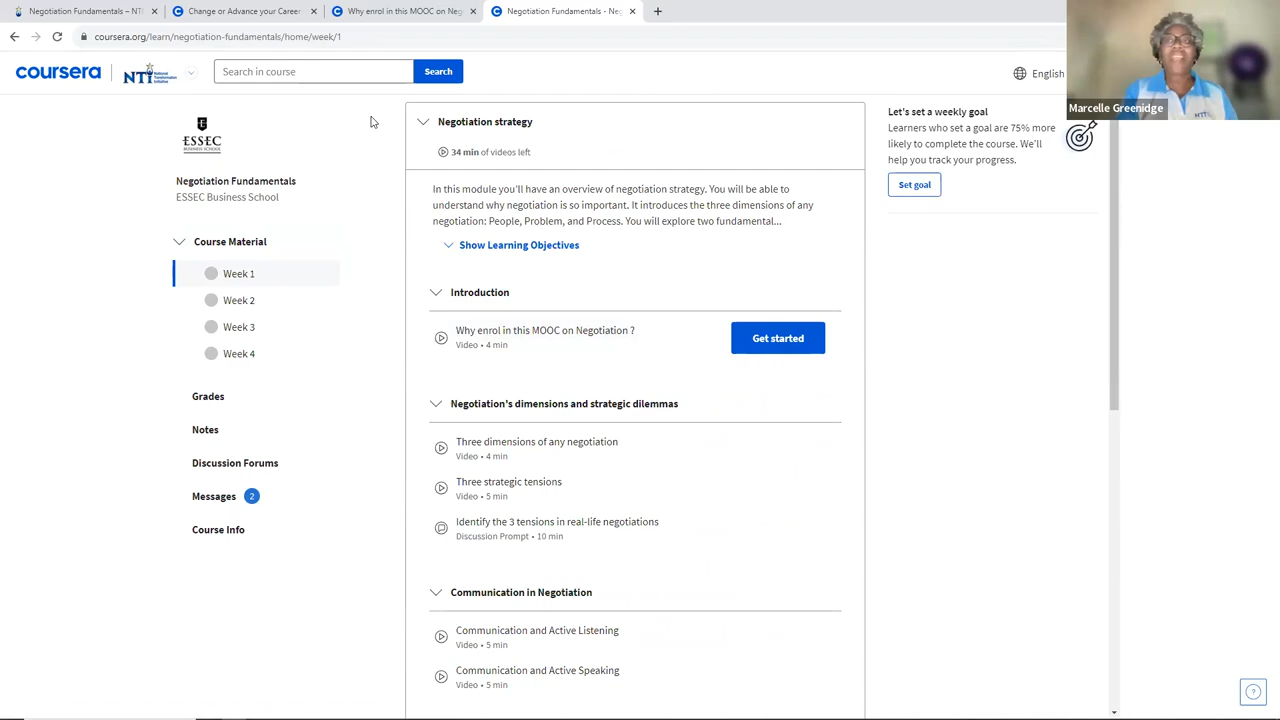 Negotiation Fundamentals – NT
Change or Advance your Career
Why enrol in this MOOC on Neg
Negotiation Fundamentals - Ne
coursera.org/learn/negotiation-fundamentals/home/week/1
coursera
NTI
National Transformation Initiative
Search in course
Search
English
Marcelle Greenidge
NTI
ESSEC
BUSINESS SCHOOL
Negotiation Fundamentals
ESSEC Business School
Course Material
Week 1
Week 2
Week 3
Week 4
Grades
Notes
Discussion Forums
Messages 2
Course Info
Negotiation strategy
34 min of videos left
In this module you'll have an overview of negotiation strategy. You will be able to
understand why negotiation is so important. It introduces the three dimensions of any
negotiation: People, Problem, and Process. You will explore two fundamental...
Show Learning Objectives
Introduction
Why enrol in this MOOC on Negotiation ?
Video • 4 min
Get started
Negotiation's dimensions and strategic dilemmas
Three dimensions of any negotiation
Video • 4 min
Three strategic tensions
Video • 5 min
Identify the 3 tensions in real-life negotiations
Discussion Prompt • 10 min
Communication in Negotiation
Communication and Active Listening
Video • 5 min
Communication and Active Speaking
Video • 5 min
Let's set a weekly goal
Learners who set a goal are 75% more
likely to complete the course. We'll
help you track your progress.
Set goal